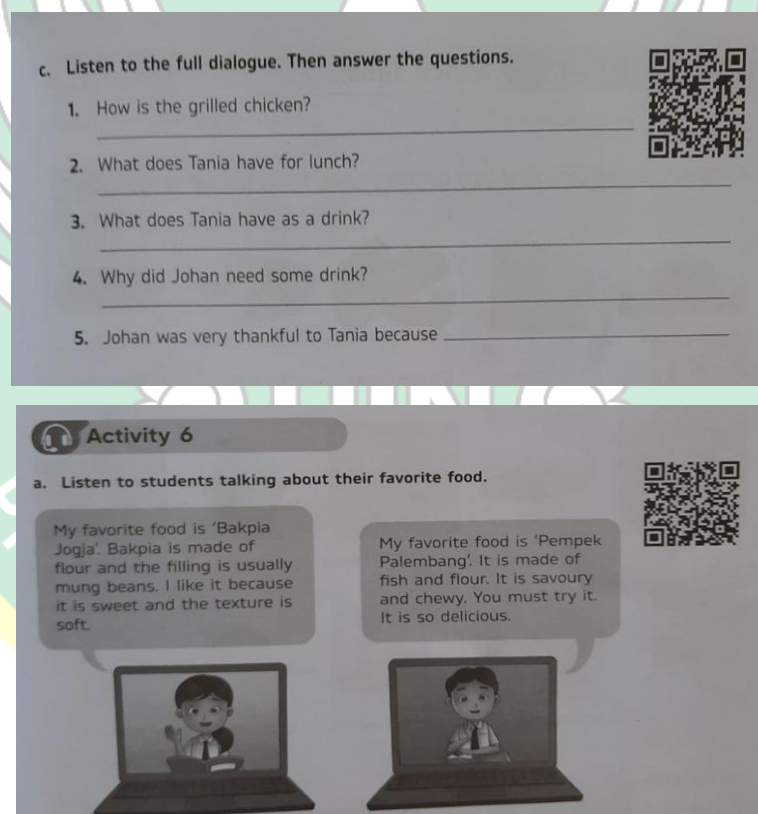 c. Listen to the full dialogue. Then answer the questions.
1. How is the grilled chicken?
2. What does Tania have for lunch?
3. What does Tania have as a drink?
4. Why did Johan need some drink?
5. Johan was very thankful to Tania because
Activity 6
a. Listen to students talking about their favorite food.
My favorite food is ‘Bakpia
Jogja’. Bakpia is made of
flour and the filling is usually
mung beans. I like it because
it is sweet and the texture is
soft.
My favorite food is ‘Pempek
Palembang’. It is made of
fish and flour. It is savoury
and chewy. You must try it.
It is so delicious.